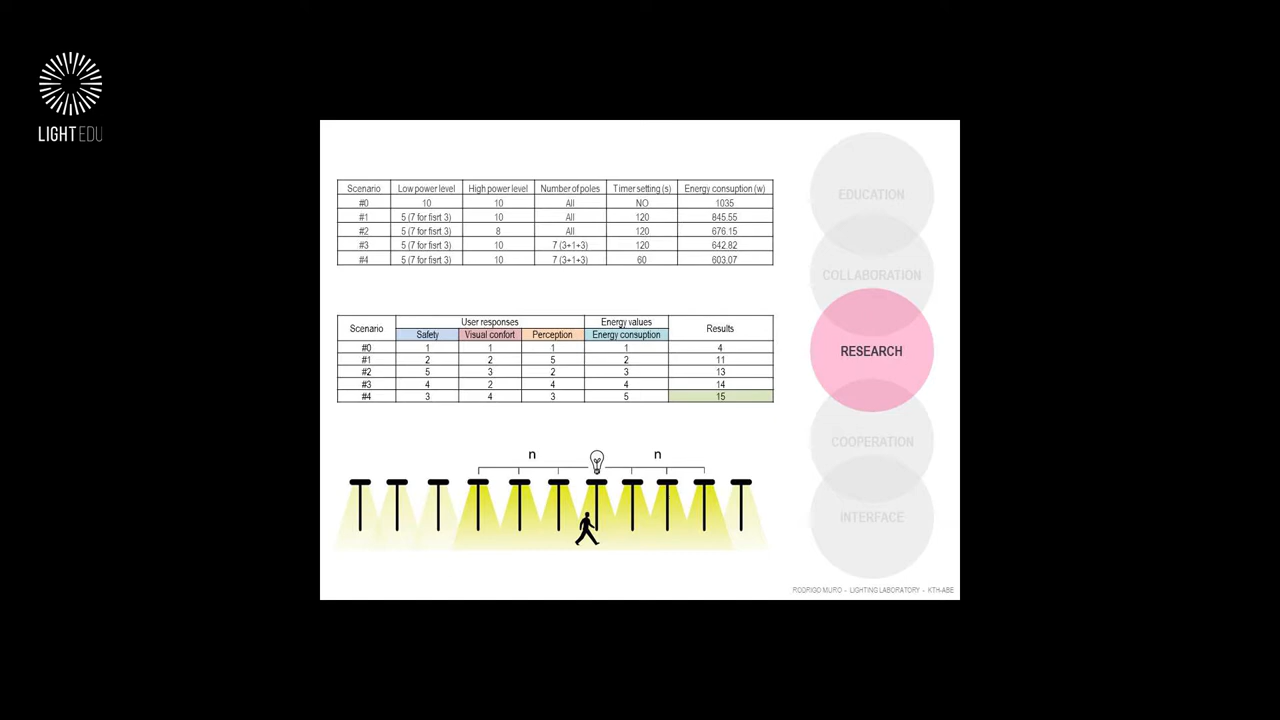 LIGHT EDU
Scenario Low power level High power level Number of poles Timer setting (s) Energy consuption (w)
#0 10 10 All NO 1035
#1 5 (7 for fisrt 3) 10 All 120 845.55
#2 5 (7 for fisrt 3) 8 All 120 676.15
#3 5 (7 for fisrt 3) 10 7 (3+1+3) 120 642.82
#4 5 (7 for fisrt 3) 10 7 (3+1+3) 60 603.07
Scenario User responses Energy values Results
Safety Visual confort Perception Energy consuption
#0 1 1 1 1 4
#1 2 2 5 2 11
#2 5 3 2 3 13
#3 4 2 4 4 14
#4 3 4 3 5 15
n n
EDUCATION
COLLABORATION
RESEARCH
COOPERATION
INTERFACE
RODRIGO MURO - LIGHTING LABORATORY - KTH-ABE